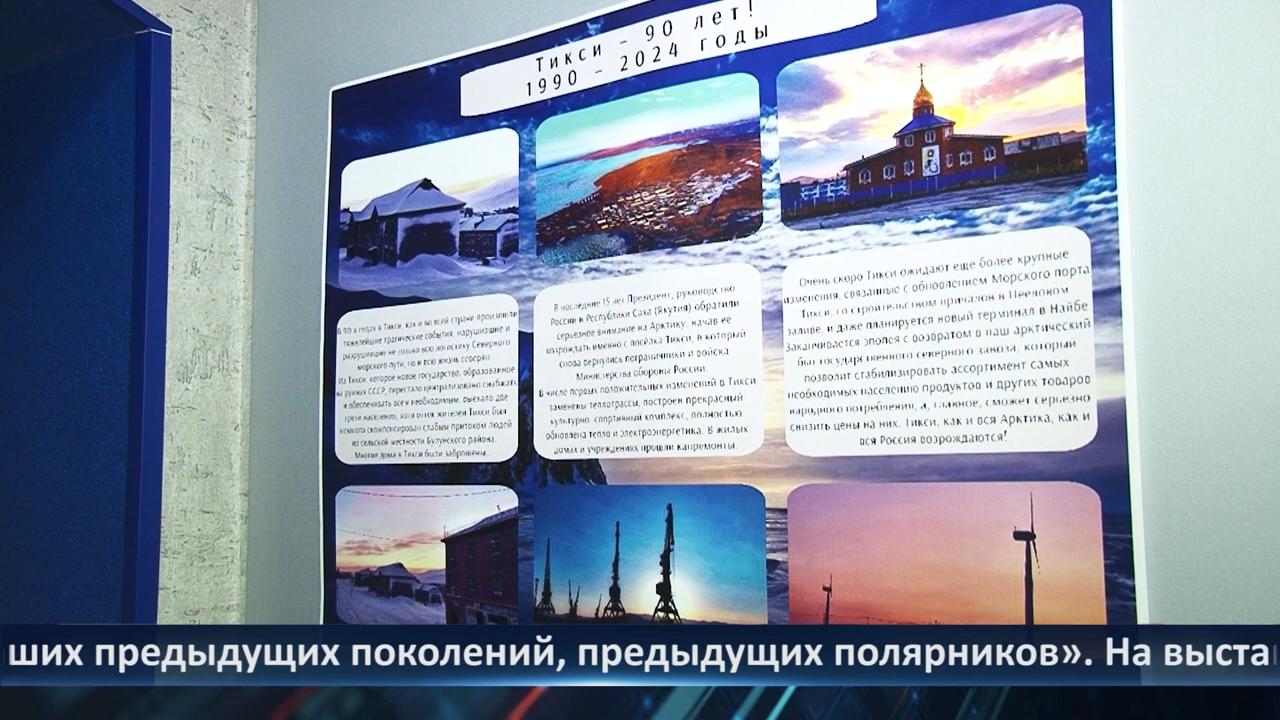 Тикси – 90 лет!
1990 – 2024 годы
В 90 х годах в Тикси, как и во всей стране произошли
тяжелейшие трагические события, нарушившие и
разрушившие не только всю логистику Северного
морского пути, но и всю жизнь северян.
Из Тикси, которое новое государство, образованное
на руинах СССР, перестало централизовано снабжать
и обеспечивать всем необходимым, выехало две
трети населения, хотя отток жителей Тикси был
немного скомпенсирован слабым притоком людей
из сельской местности Булунского района.
Многие дома в Тикси были заброшены...
В последние 15 лет Президент, руководство
России и Республики Саха (Якутия) обратили
серьезное внимание на Арктику, начав ее
возрождать именно с посёлка Тикси, в который
снова вернулись пограничники и войска
Министерства обороны России.
В числе первых положительных изменений в Тикси
заменены теплотрассы, построен прекрасный
культурно-спортивный комплекс, полностью
обновлена тепло и электроэнергетика. В жилых
домах и учреждениях прошли капремонты.
Очень скоро Тикси ожидают еще более крупные
изменения, связанные с обновлением Морского порта
Тикси, со строительством причалов в Нееловом
заливе, и даже планируется новый терминал в Найбе
Заканчивается эпопея с возвратом в наш арктический
быт государственного северного завоза, который
позволит стабилизировать ассортимент самых
необходимых населению продуктов и других товаров
народного потребления, а, главное, сможет серьезно
снизить цены на них. Тикси, как и вся Арктика, как и
вся Россия возрождаются!
ших предыдущих поколений, предыдущих полярников». На выста